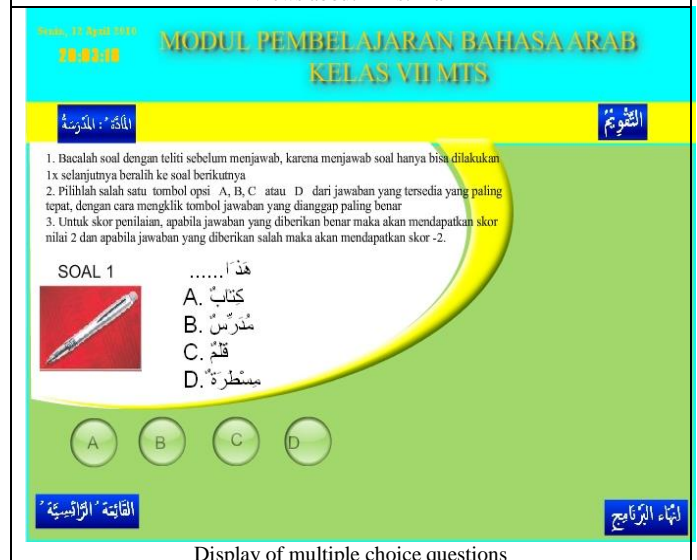 Senin, 12 April 2014
20:03:10
MODUL PEMBELAJARAN BAHASA ARAB
KELAS VII MTS
المَادَّة : المَدْرَسَةُ
التَّقْوِيْمُ
1. Bacalah soal dengan teliti sebelum menjawab, karena menjawab soal hanya bisa dilakukan
1x selanjutnya beralih ke soal berikutnya
2. Pilihlah salah satu tombol opsi A, B, C atau D dari jawaban yang tersedia yang paling
tepat, dengan cara mengklik tombol jawaban yang dianggap paling benar
3. Untuk skor penilaian, apabila jawaban yang diberikan benar maka akan mendapatkan skor
nilai 2 dan apabila jawaban yang diberikan salah maka akan mendapatkan skor -2.
SOAL 1
هَذَا......
A. كِتَابٌ
B. مُدَرِّسٌ
C. قَلَمٌ
D. مِسْطَرَةٌ
A B C D
القَائِمَة الرَّائِسِيَّة
اِنْهَاء البَرْنَامِج
Display of multiple choice questions